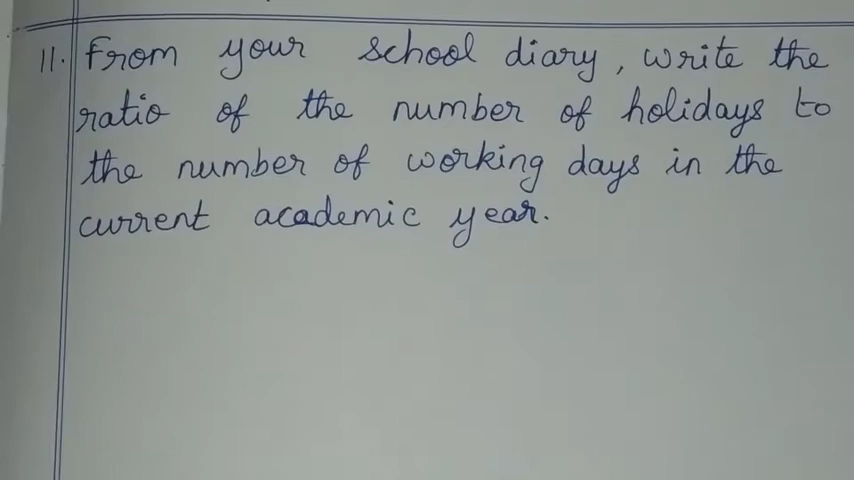 11. From your school diary, write the
ratio of the number of holidays to
the number of working days in the
current academic year.